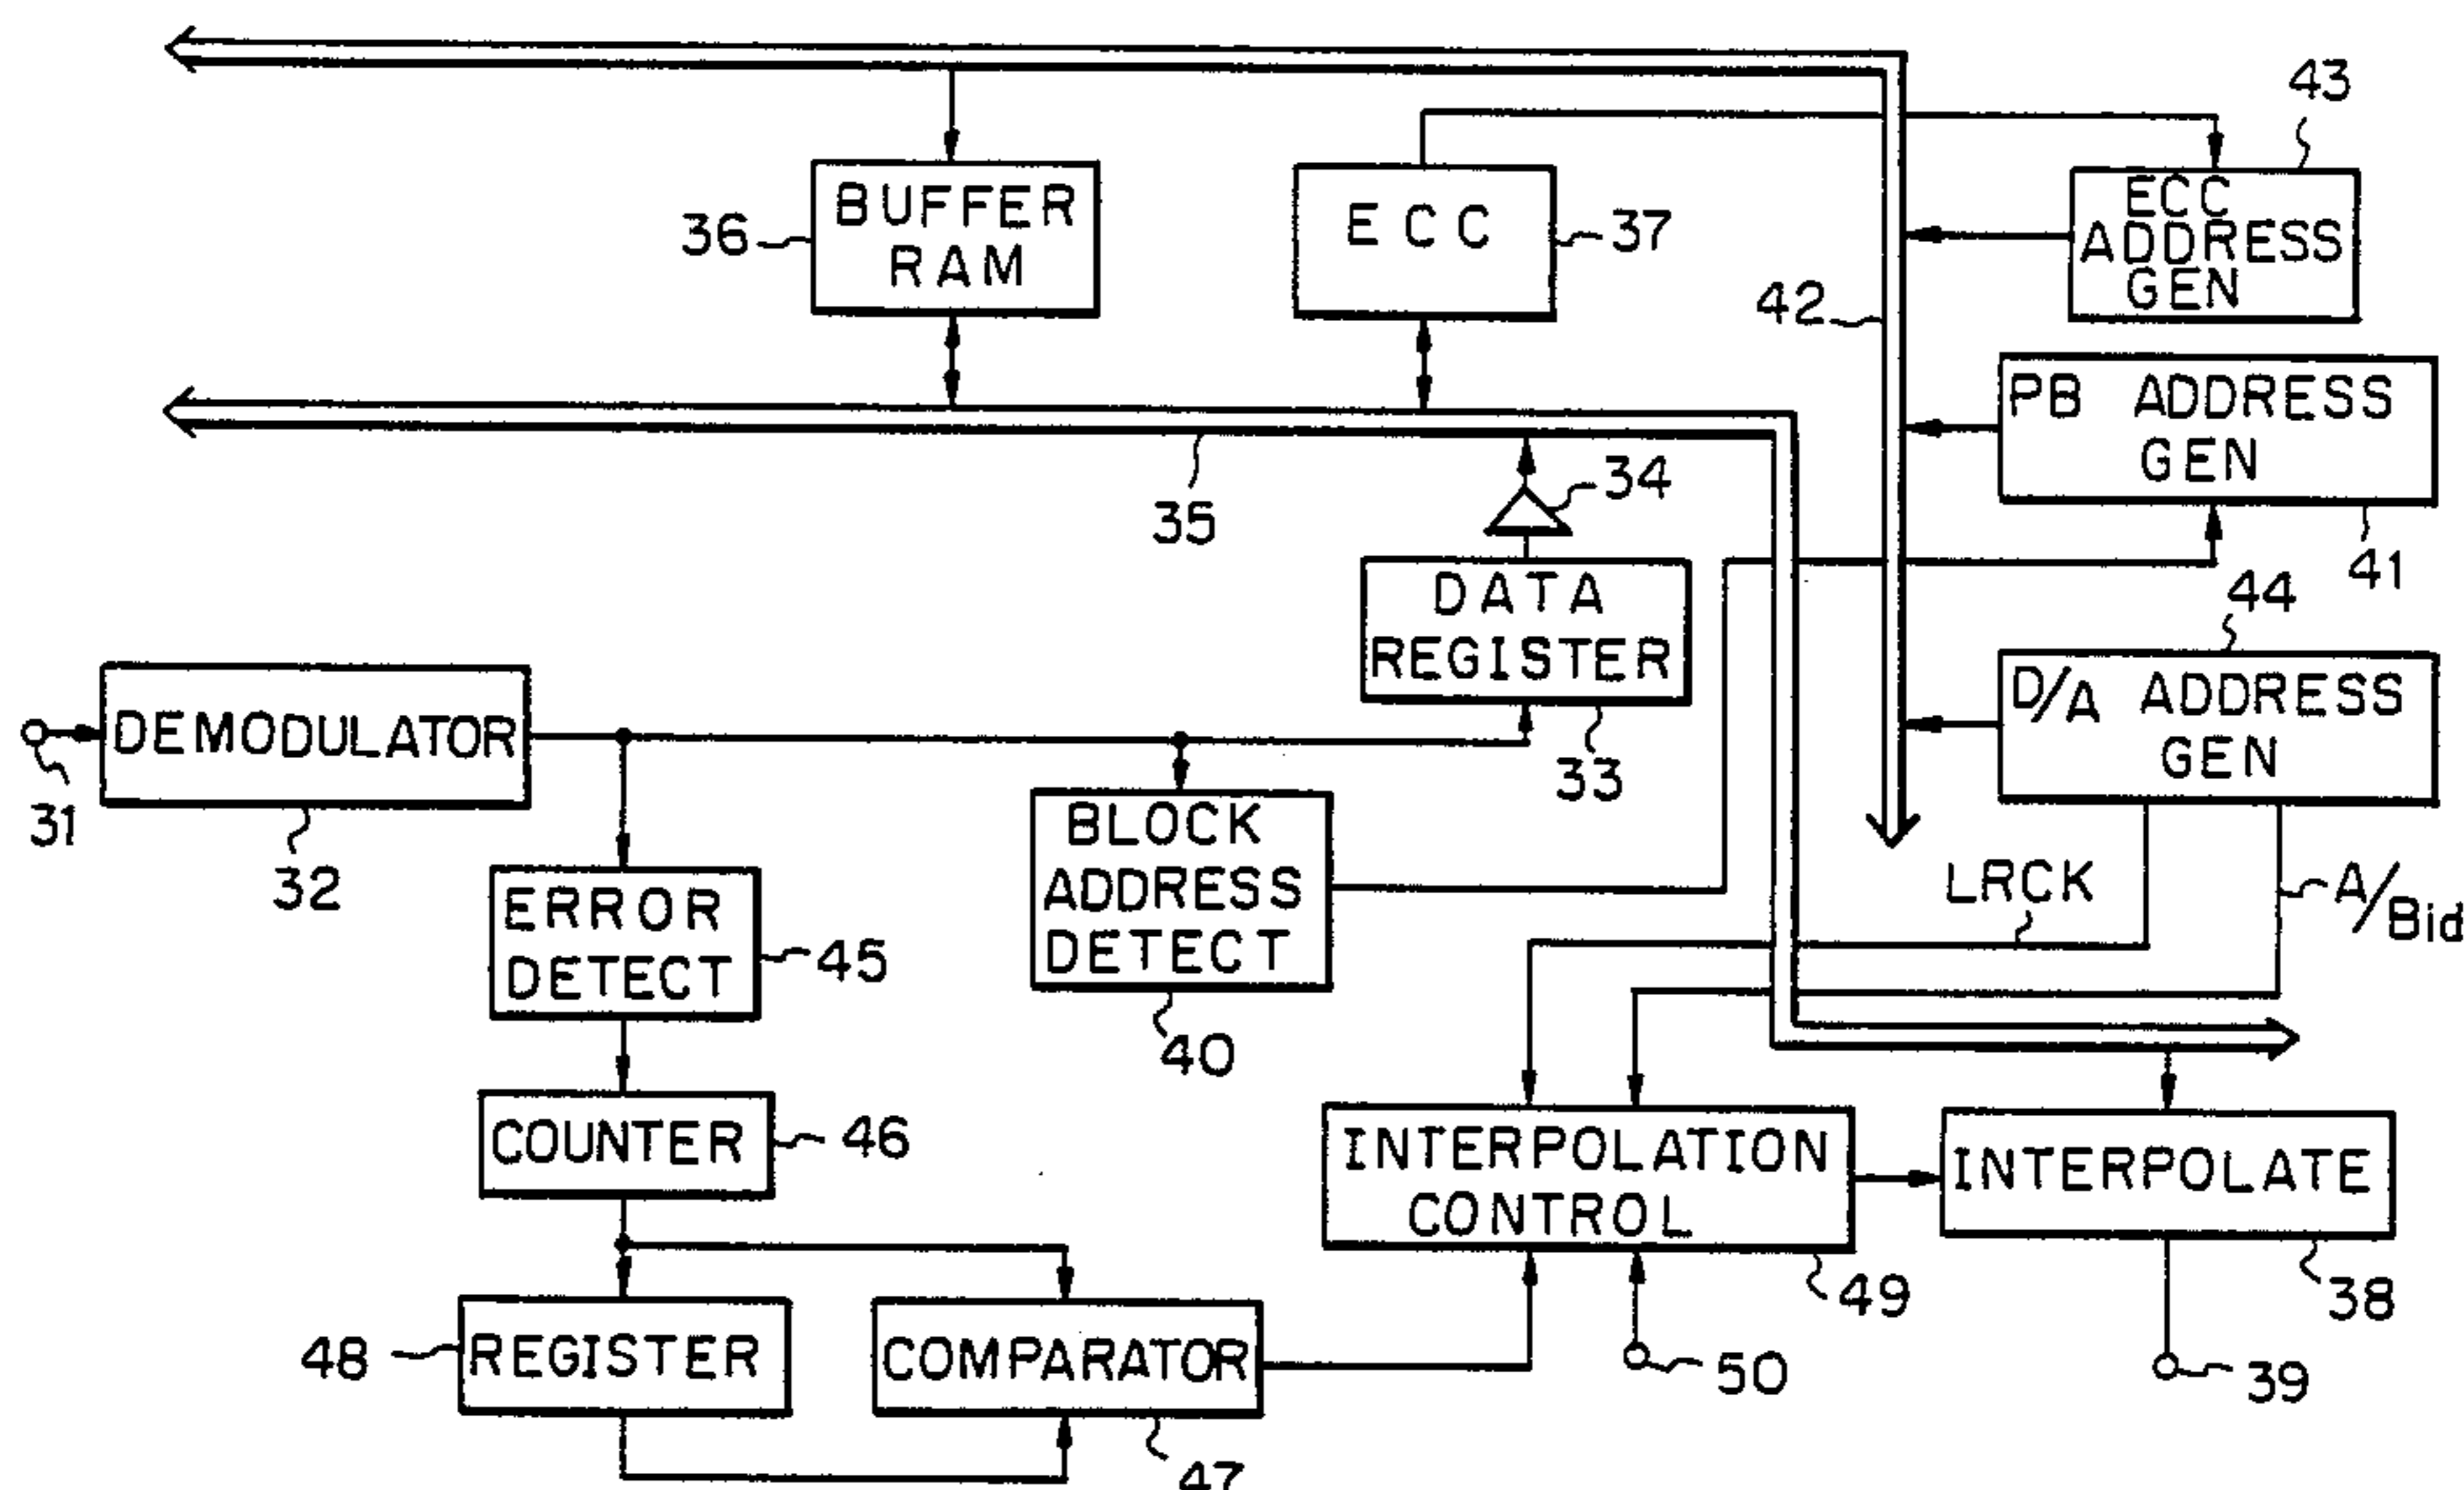 43
BUFFER
RAM
36
ECC
37
ECC
ADDRESS
GEN
42
PB ADDRESS
GEN
41
35
34
DATA
REGISTER
33
44
D/A ADDRESS
GEN
31
DEMODULATOR
32
BLOCK
ADDRESS
DETECT
40
LRCK
A/Bid
ERROR
DETECT
45
COUNTER
46
INTERPOLATION
CONTROL
49
INTERPOLATE
38
48
REGISTER
COMPARATOR
47
50
39